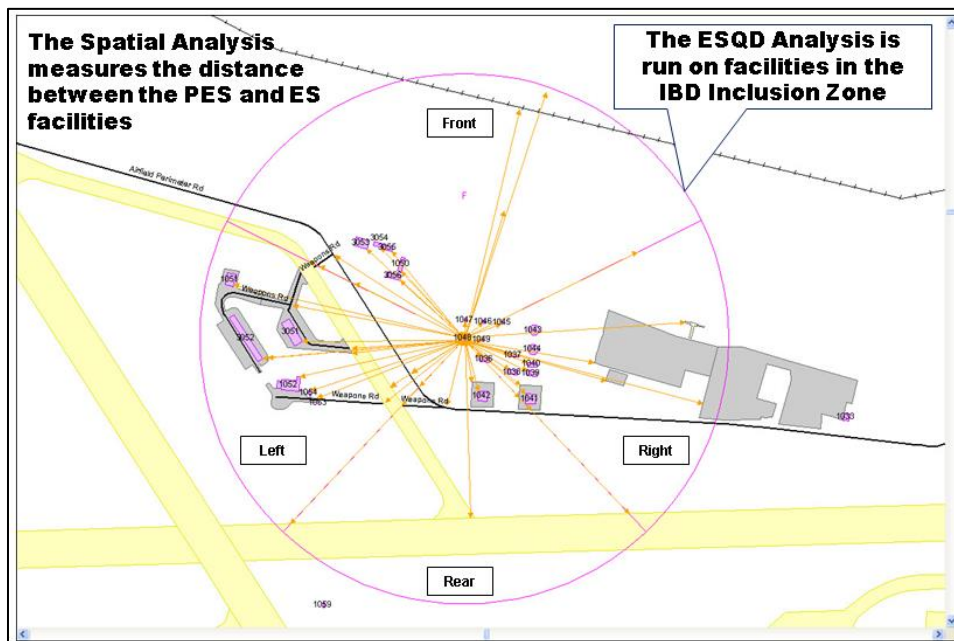 The Spatial Analysis
measures the distance
between the PES and ES
facilities
The ESQD Analysis is
run on facilities in the
IBD Inclusion Zone
Front
Airfield Perimeter Rd
F
3054
3053
3055
Weapons Rd
1050
3056
1051
Weapons Rd
1047
1046
1045
1043
3051
3052
1048
1049
1044
1036
1037
1040
1038
1039
1052
1054
1053
Weapons Rd
Weapons Rd
1042
1041
1033
Left
Right
Rear
1059